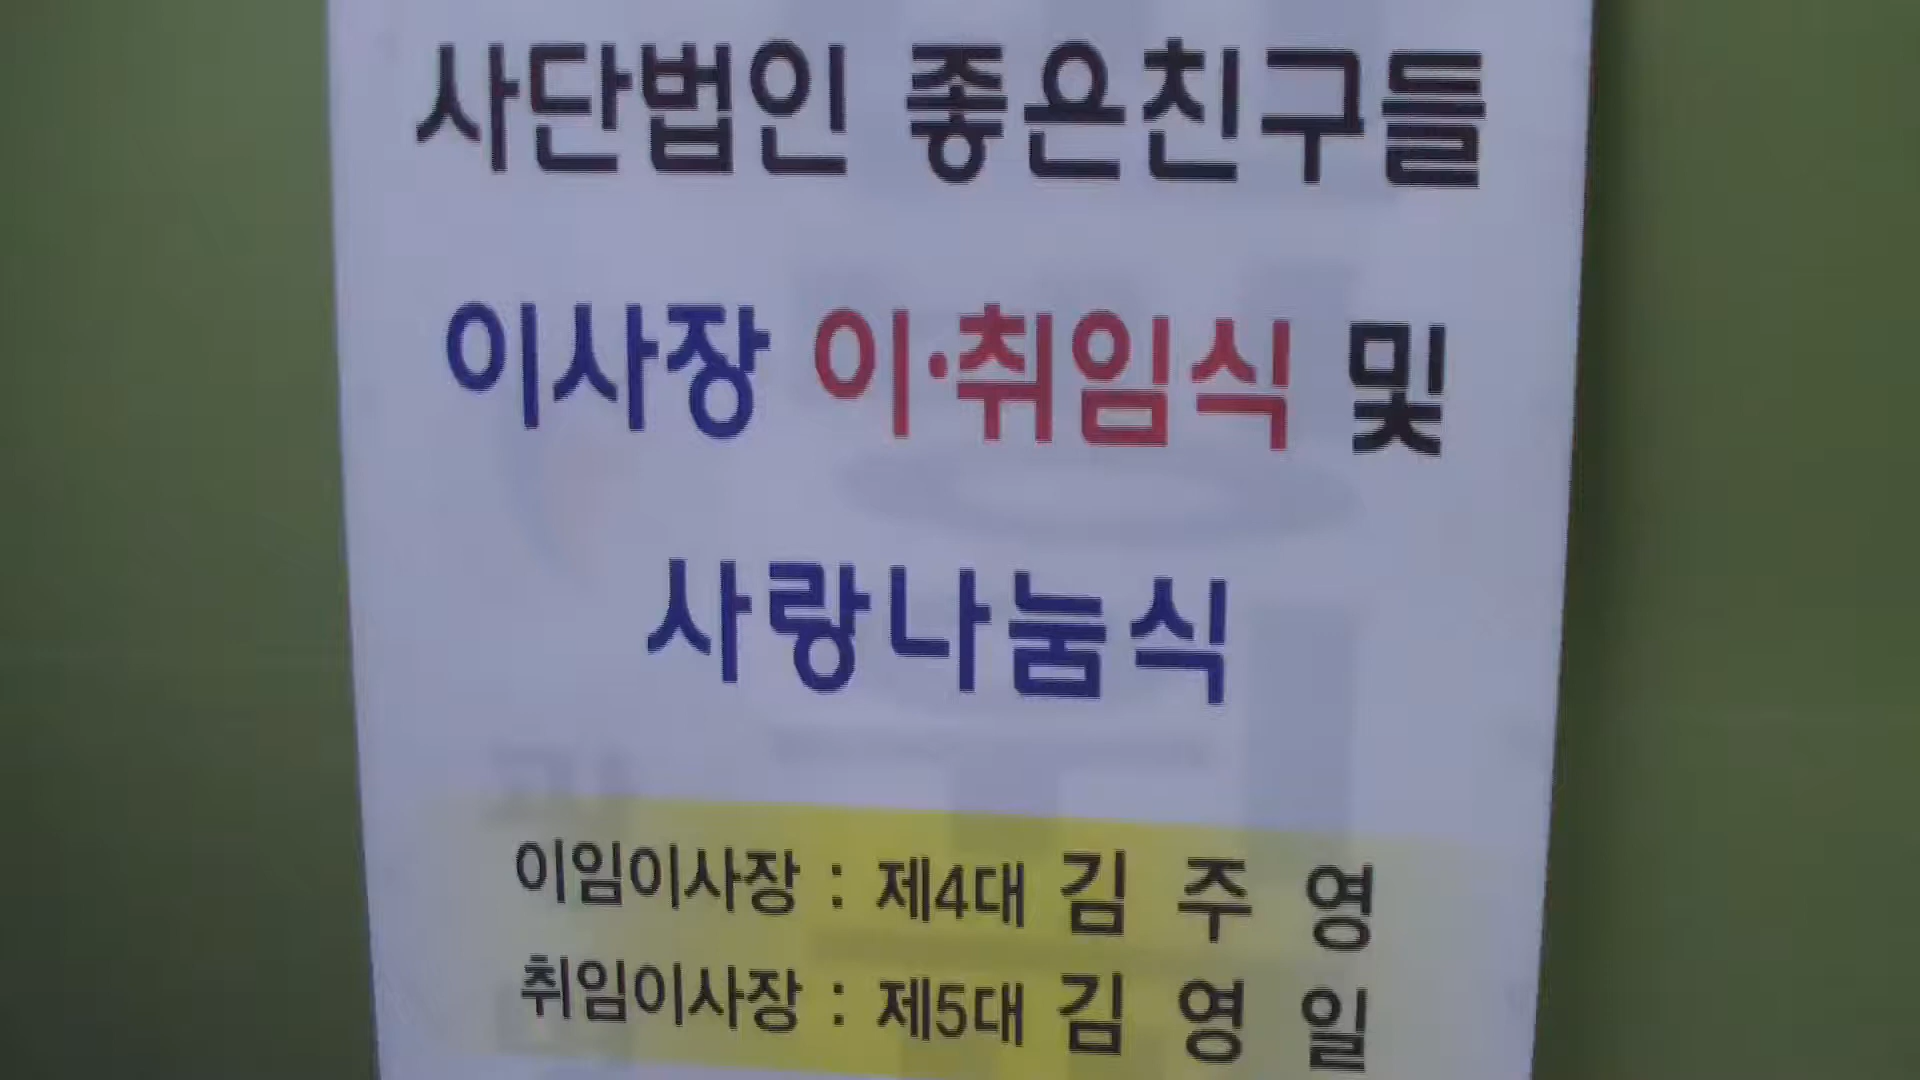 사단법인 좋은친구들
이사장 이·취임식 및
사랑나눔식
이임이사장 : 제4대 김 주 영
취임이사장 : 제5대 김 영 일